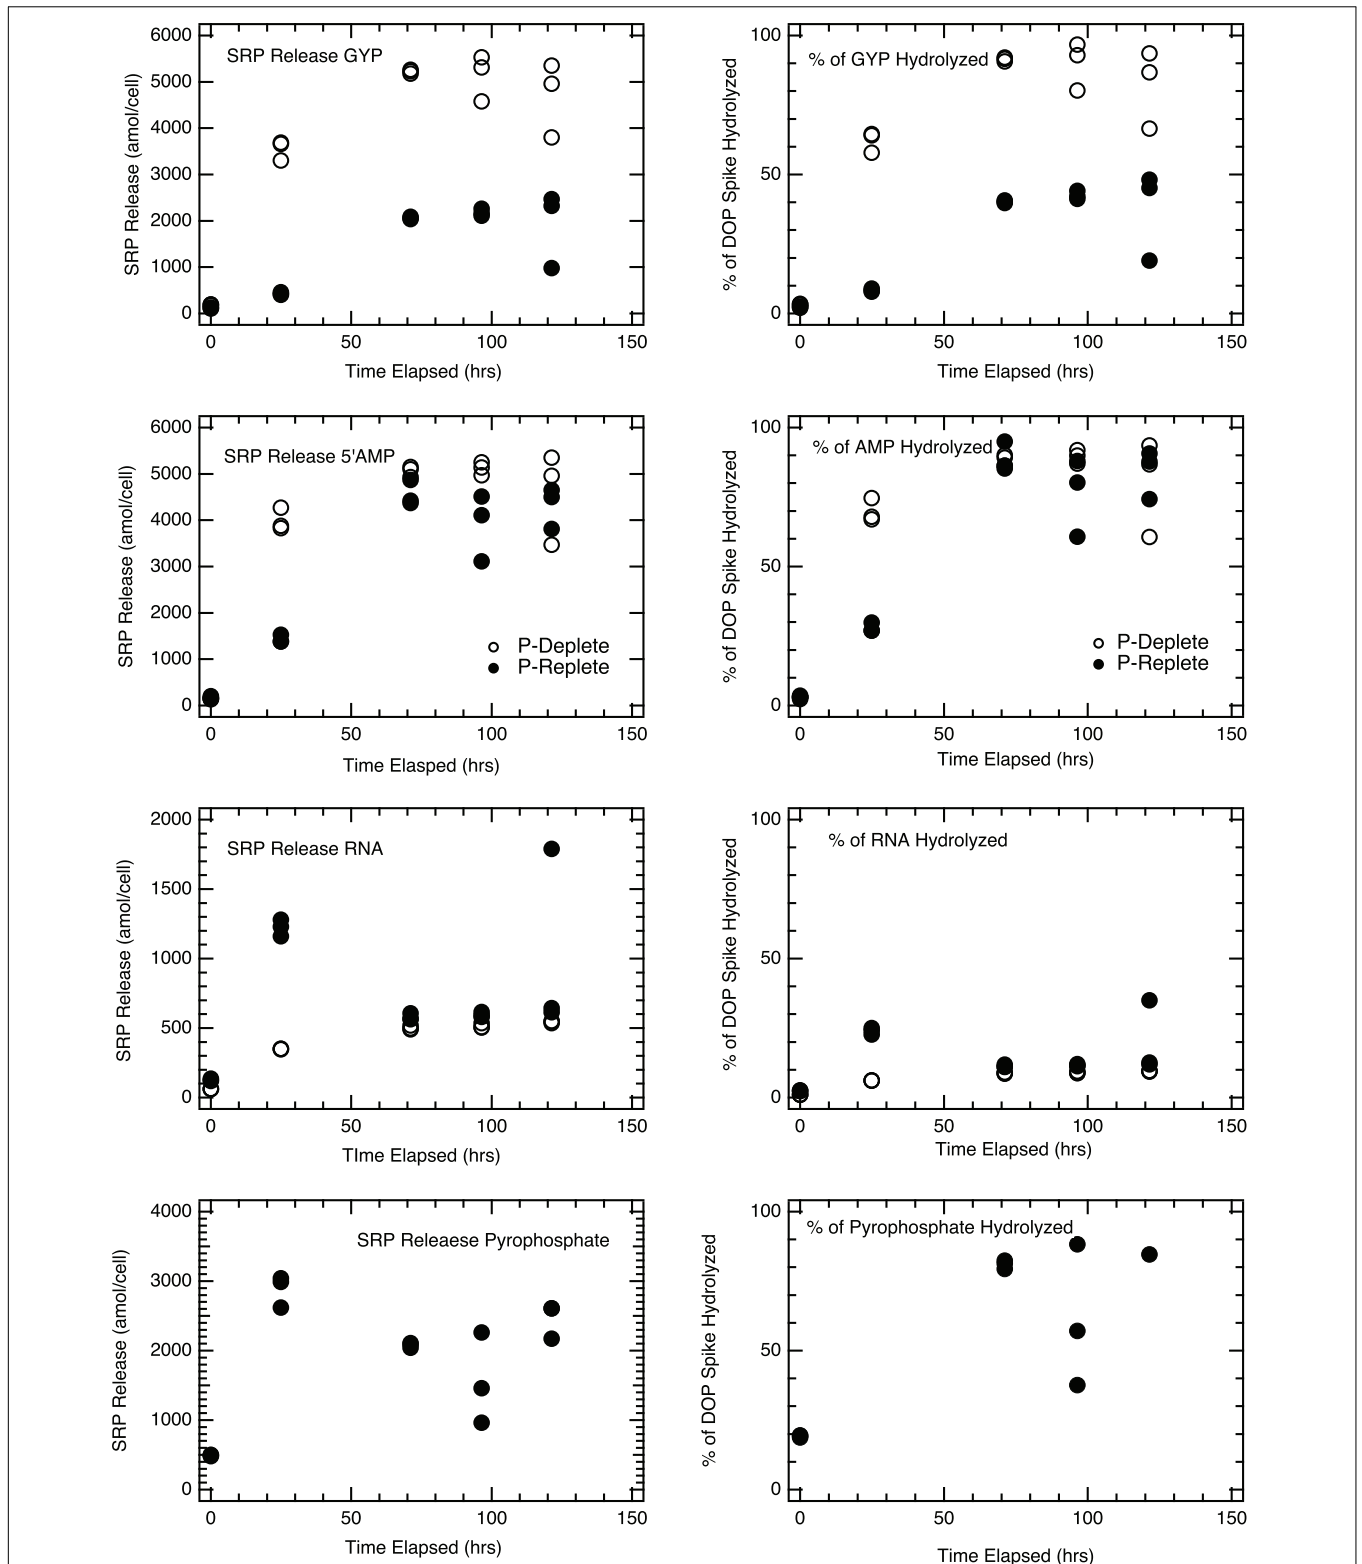 SRP Release GYP
SRP Release (amol/cell)
6000
5000
4000
3000
2000
1000
0
0 50 100 150
Time Elapsed (hrs)
% of GYP Hydrolyzed
% of DOP Spike Hydrolyzed
100
50
0
0 50 100 150
Time Elapsed (hrs)
SRP Release 5'AMP
SRP Release (amol/cell)
6000
5000
4000
3000
2000
1000
0
P-Deplete
P-Replete
0 50 100 150
Time Elasped (hrs)
% of AMP Hydrolyzed
% of DOP Spike Hydrolyzed
100
50
0
P-Deplete
P-Replete
0 50 100 150
Time Elapsed (hrs)
SRP Release RNA
SRP Release (amol/cell)
2000
1500
1000
500
0
0 50 100 150
TIme Elapsed (hrs)
% of RNA Hydrolyzed
% of DOP Spike Hydrolyzed
100
50
0
0 50 100 150
Time Elapsed (hrs)
SRP Releaese Pyrophosphate
SRP Release (amol/cell)
4000
3000
2000
1000
0
0 50 100 150
Time Elapsed (hrs)
% of Pyrophosphate Hydrolyzed
% of DOP Spike Hydrolyzed
100
50
0
0 50 100 150
Time Elapsed (hrs)